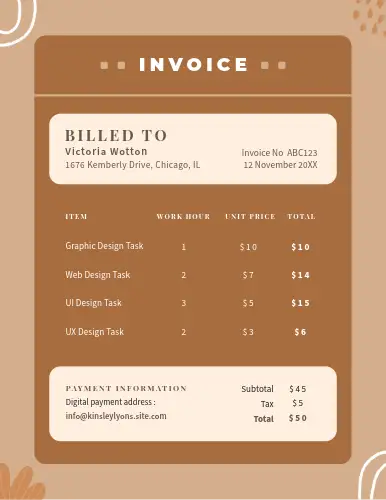 INVOICE
BILLED TO
Victoria Wotton
1676 Kemberly Drive, Chicago, IL
Invoice No ABC123
12 November 20XX
ITEM WORK HOUR UNIT PRICE TOTAL
Graphic Design Task 1 $10 $10
Web Design Task 2 $7 $14
UI Design Task 3 $5 $15
UX Design Task 2 $3 $6
PAYMENT INFORMATION
Digital payment address :
info@kinsleylyons.site.com
Subtotal $45
Tax $5
Total $50